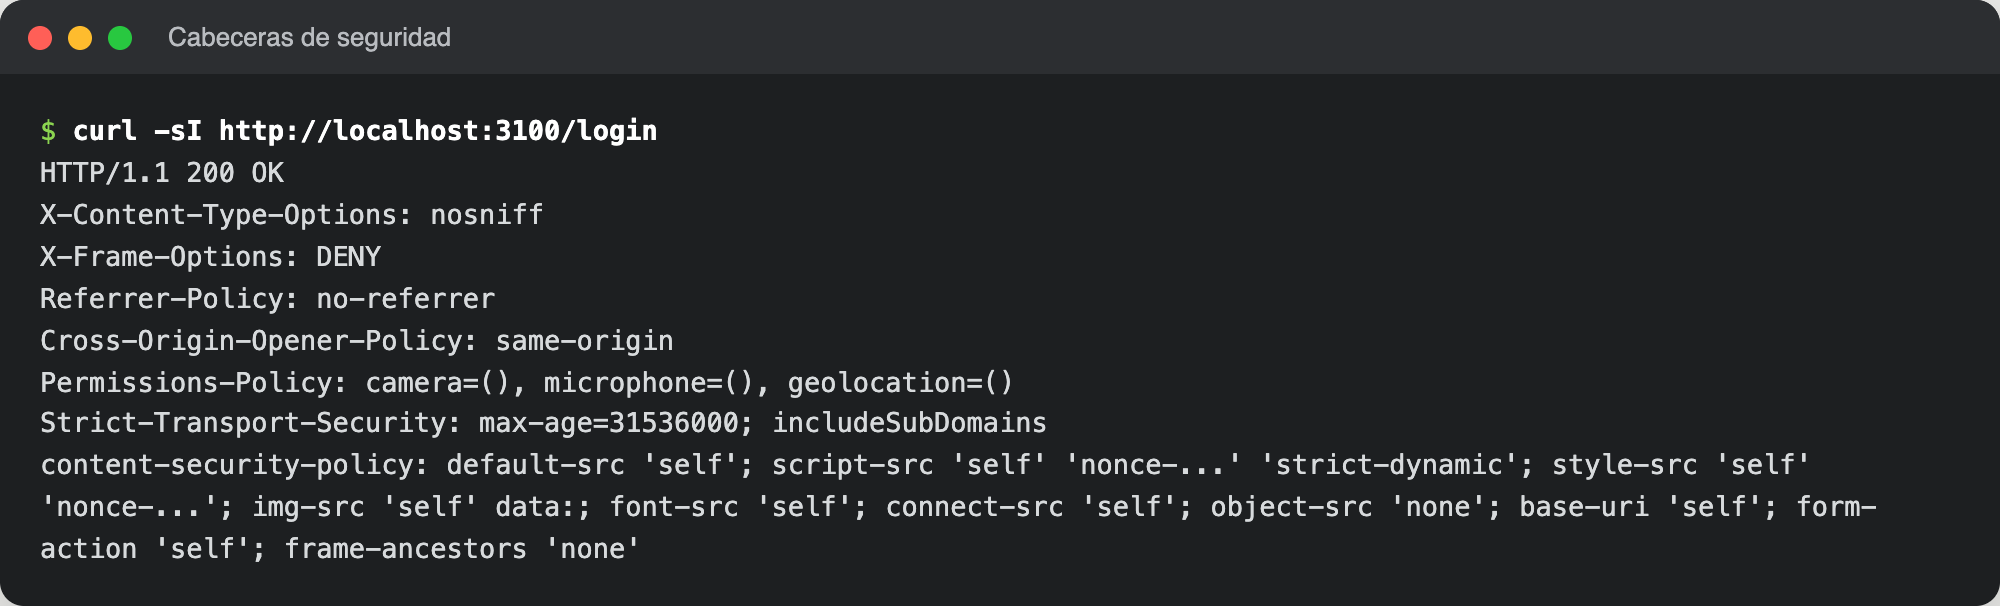 Cabeceras de seguridad
$ curl -sI http://localhost:3100/login
HTTP/1.1 200 OK
X-Content-Type-Options: nosniff
X-Frame-Options: DENY
Referrer-Policy: no-referrer
Cross-Origin-Opener-Policy: same-origin
Permissions-Policy: camera=(), microphone=(), geolocation=()
Strict-Transport-Security: max-age=31536000; includeSubDomains
content-security-policy: default-src 'self'; script-src 'self' 'nonce-...' 'strict-dynamic'; style-src 'self'
'nonce-...'; img-src 'self' data:; font-src 'self'; connect-src 'self'; object-src 'none'; base-uri 'self'; form-
action 'self'; frame-ancestors 'none'